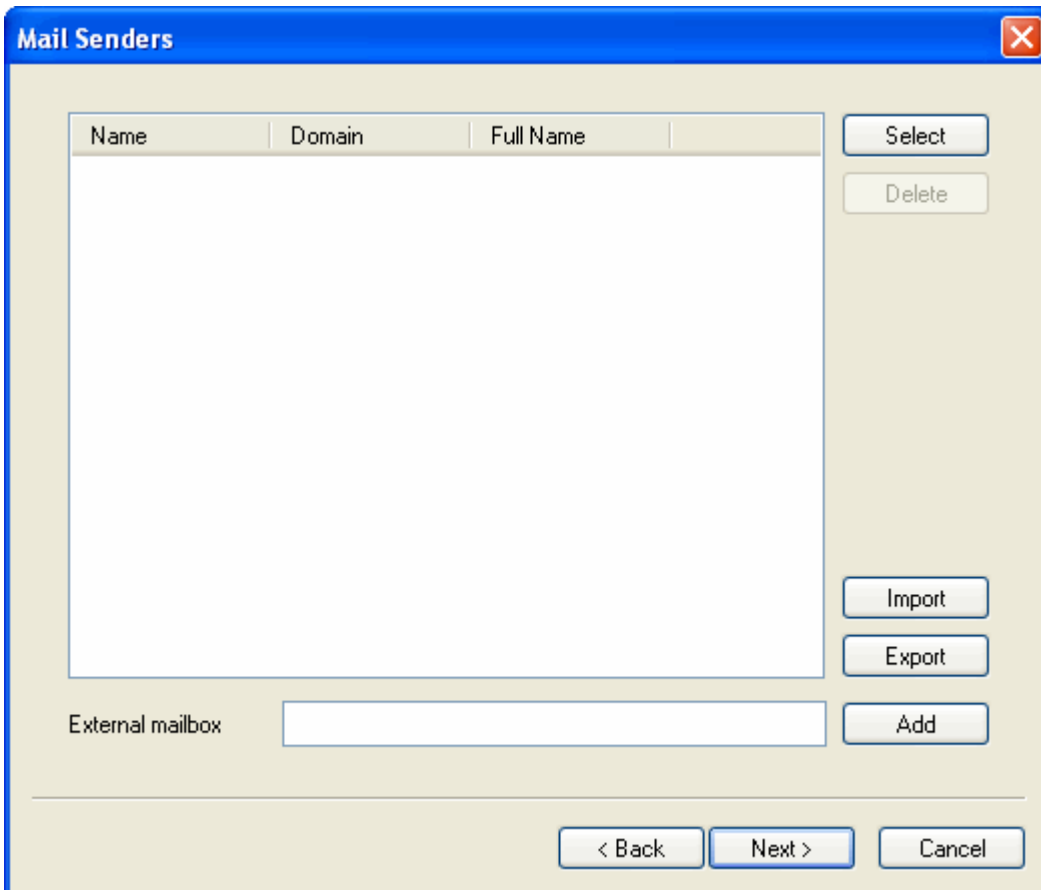 Mail Senders
Name Domain Full Name
Select
Delete
Import
Export
External mailbox
Add
< Back
Next >
Cancel